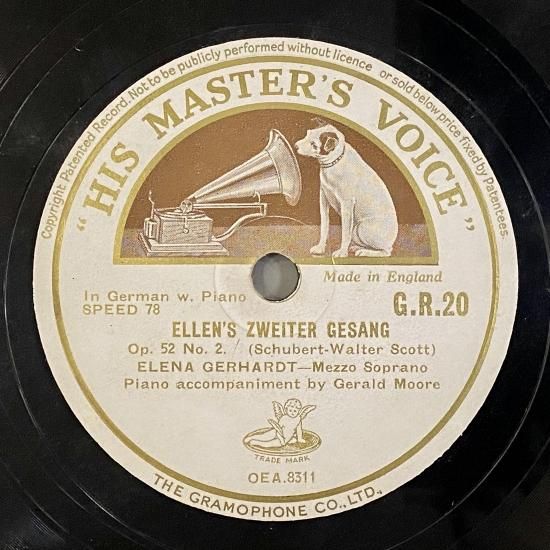 Copyright Patented Record. Not to be publicly performed without licence or sold below price fixed by Patentees.
"HIS MASTER'S VOICE"
Made in England
In German w. Piano
SPEED 78
G.R.20
ELLEN'S ZWEITER GESANG
Op. 52 No. 2. (Schubert-Walter Scott)
ELENA GERHARDT—Mezzo Soprano
Piano accompaniment by Gerald Moore
TRADE MARK
OEA.8311
THE GRAMOPHONE CO., LTD.,